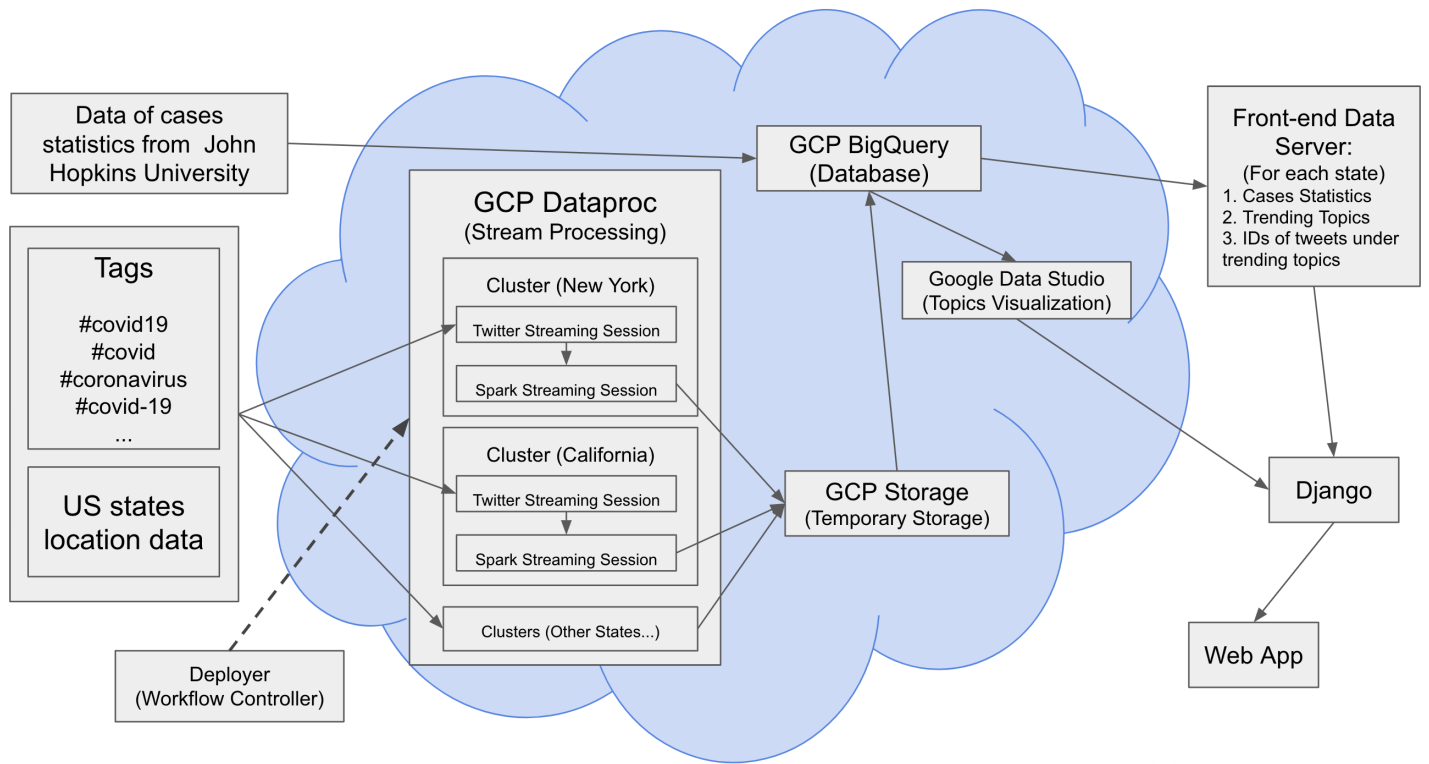 Data of cases
statistics from  John
Hopkins University
Tags
#covid19
#covid
#coronavirus
#covid-19
...
US states
location data
Deployer
(Workflow Controller)
GCP Dataproc
(Stream Processing)
Cluster (New York)
Twitter Streaming Session
Spark Streaming Session
Cluster (California)
Twitter Streaming Session
Spark Streaming Session
Clusters (Other States...)
GCP BigQuery
(Database)
Google Data Studio
(Topics Visualization)
GCP Storage
(Temporary Storage)
Front-end Data
Server:
(For each state)
1. Cases Statistics
2. Trending Topics
3. IDs of tweets under
trending topics
Django
Web App